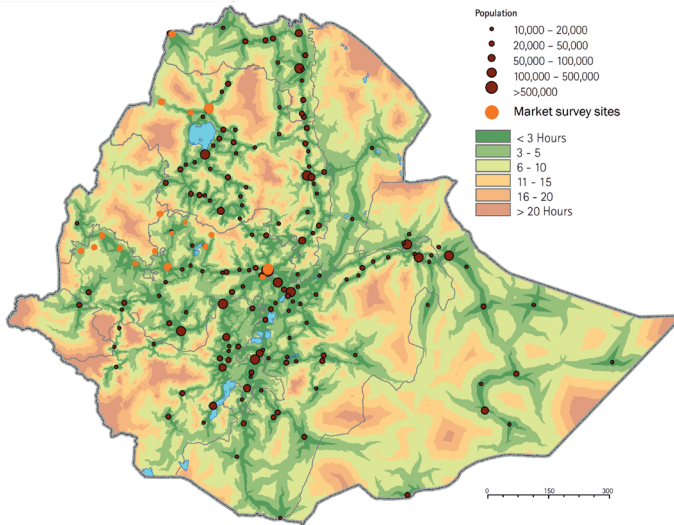 Population
10,000 – 20,000
20,000 – 50,000
50,000 – 100,000
100,000 – 500,000
>500,000
Market survey sites
< 3 Hours
3 - 5
6 - 10
11 - 15
16 - 20
> 20 Hours
0 150 300